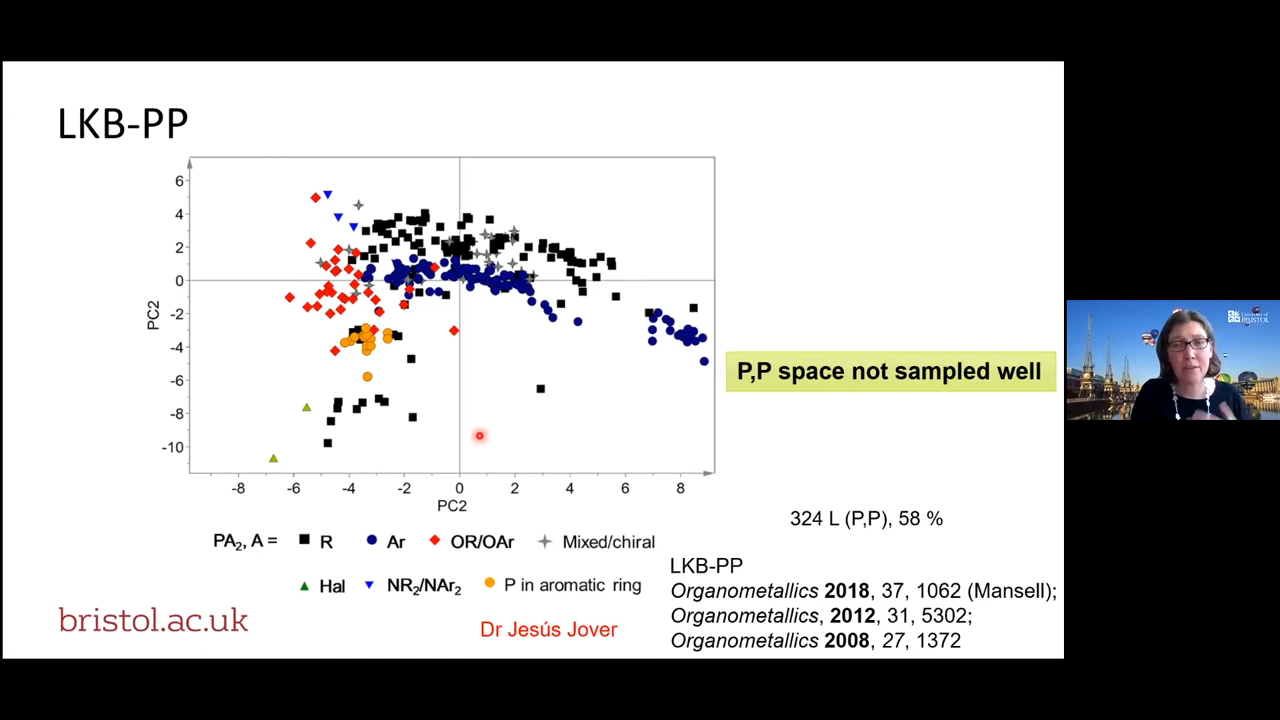 LKB-PP
6
4
2
0
-2
-4
-6
-8
-10
PC2
-8 -6 -4 -2 0 2 4 6 8
PC2
P,P space not sampled well
324 L (P,P), 58 %
PA2, A = R Ar OR/OAr Mixed/chiral
Hal NR2/NAr2 P in aromatic ring
LKB-PP
Organometallics 2018, 37, 1062 (Mansell);
Organometallics, 2012, 31, 5302;
Organometallics 2008, 27, 1372
Dr Jesús Jover
bristol.ac.uk
University of
BRISTOL